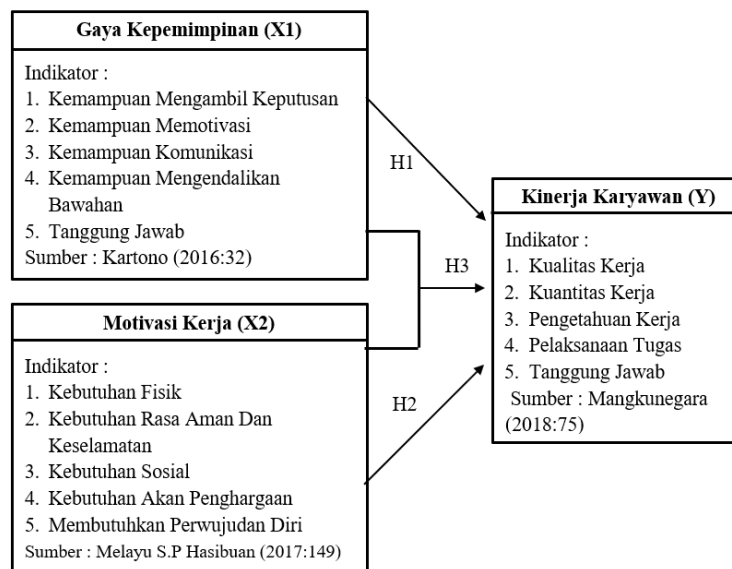 Gaya Kepemimpinan (X1)
Indikator :
1. Kemampuan Mengambil Keputusan
2. Kemampuan Memotivasi
3. Kemampuan Komunikasi
4. Kemampuan Mengendalikan
Bawahan
5. Tanggung Jawab
Sumber : Kartono (2016:32)
H1
H3
H2
Motivasi Kerja (X2)
Indikator :
1. Kebutuhan Fisik
2. Kebutuhan Rasa Aman Dan
Keselamatan
3. Kebutuhan Sosial
4. Kebutuhan Akan Penghargaan
5. Membutuhkan Perwujudan Diri
Sumber : Melayu S.P Hasibuan (2017:149)
Kinerja Karyawan (Y)
Indikator :
1. Kualitas Kerja
2. Kuantitas Kerja
3. Pengetahuan Kerja
4. Pelaksanaan Tugas
5. Tanggung Jawab
Sumber : Mangkunegara
(2018:75)